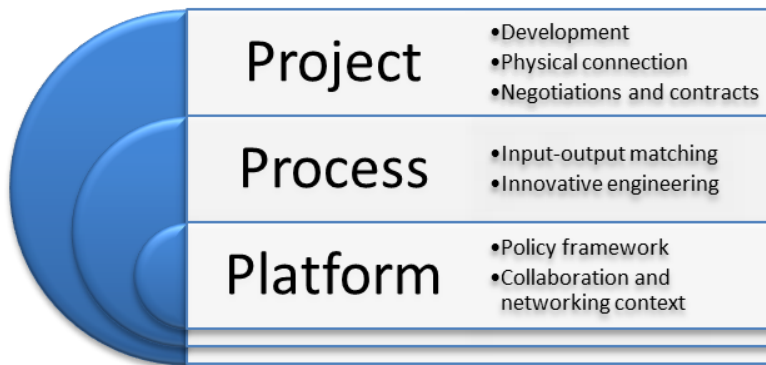 Project
•Development
•Physical connection
•Negotiations and contracts
Process
•Input-output matching
•Innovative engineering
Platform
•Policy framework
•Collaboration and
networking context